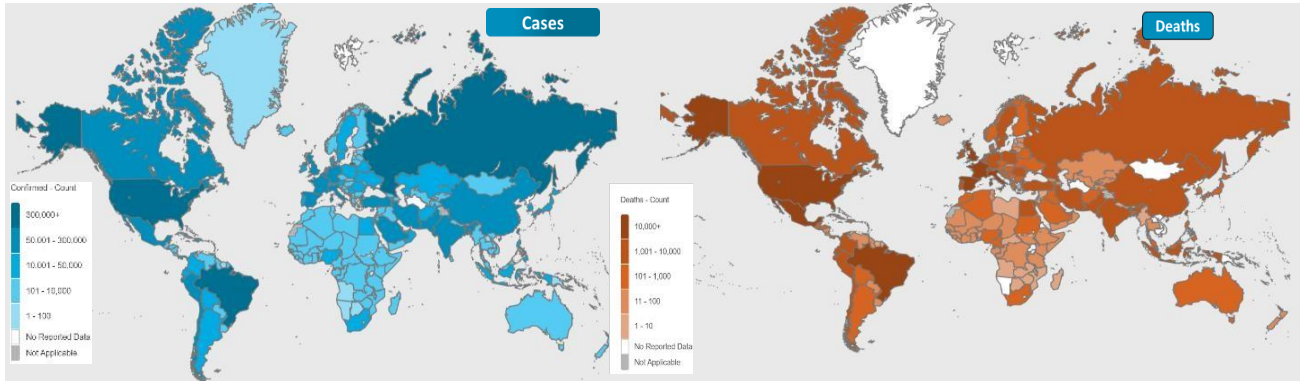 Cases
Deaths
Confirmed - Count
300,000+
50,001 - 300,000
10,001 - 50,000
101 - 10,000
1 - 100
No Reported Data
Not Applicable
Deaths - Count
10,000+
1,001 - 10,000
101 - 1,000
11 - 100
1 - 10
No Reported Data
Not Applicable